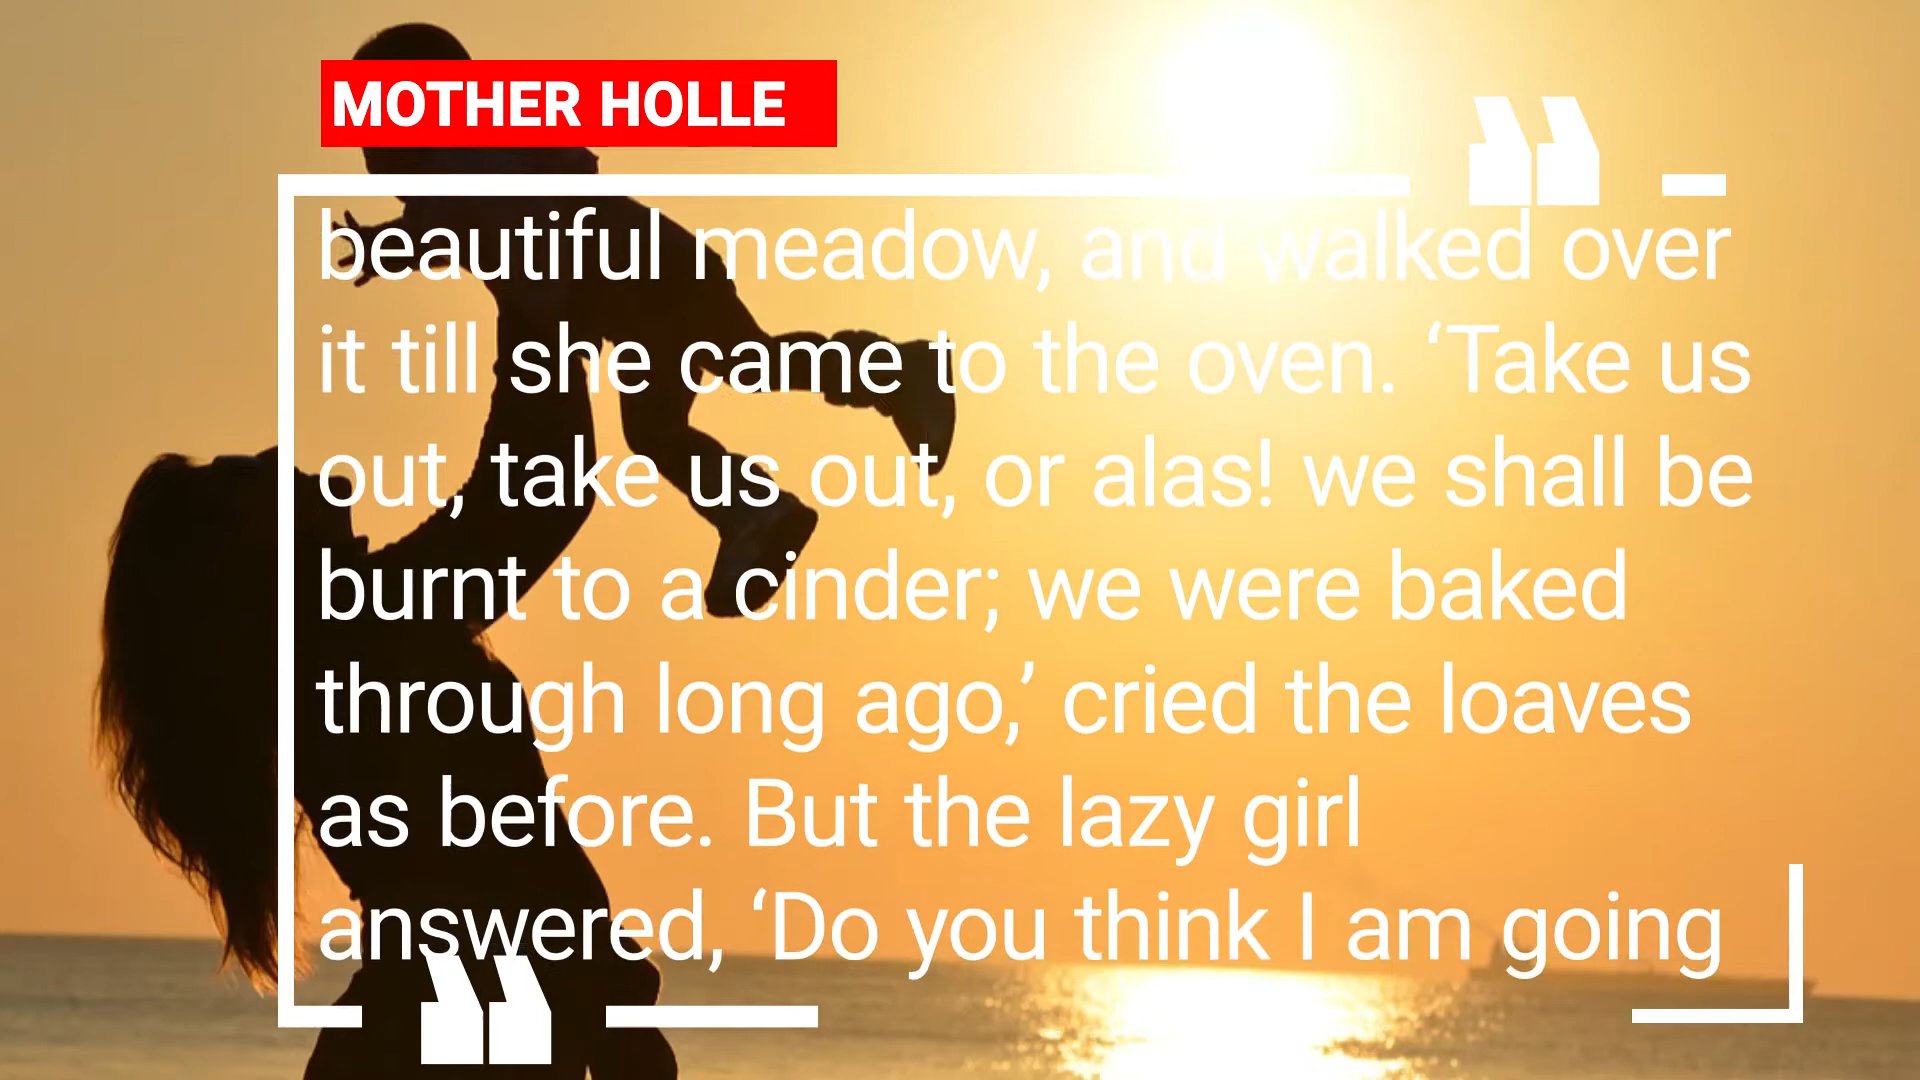 MOTHER HOLLE
beautiful meadow, and walked over
it till she came to the oven. ‘Take us
out, take us out, or alas! we shall be
burnt to a cinder; we were baked
through long ago,’ cried the loaves
as before. But the lazy girl
answered, ‘Do you think I am going